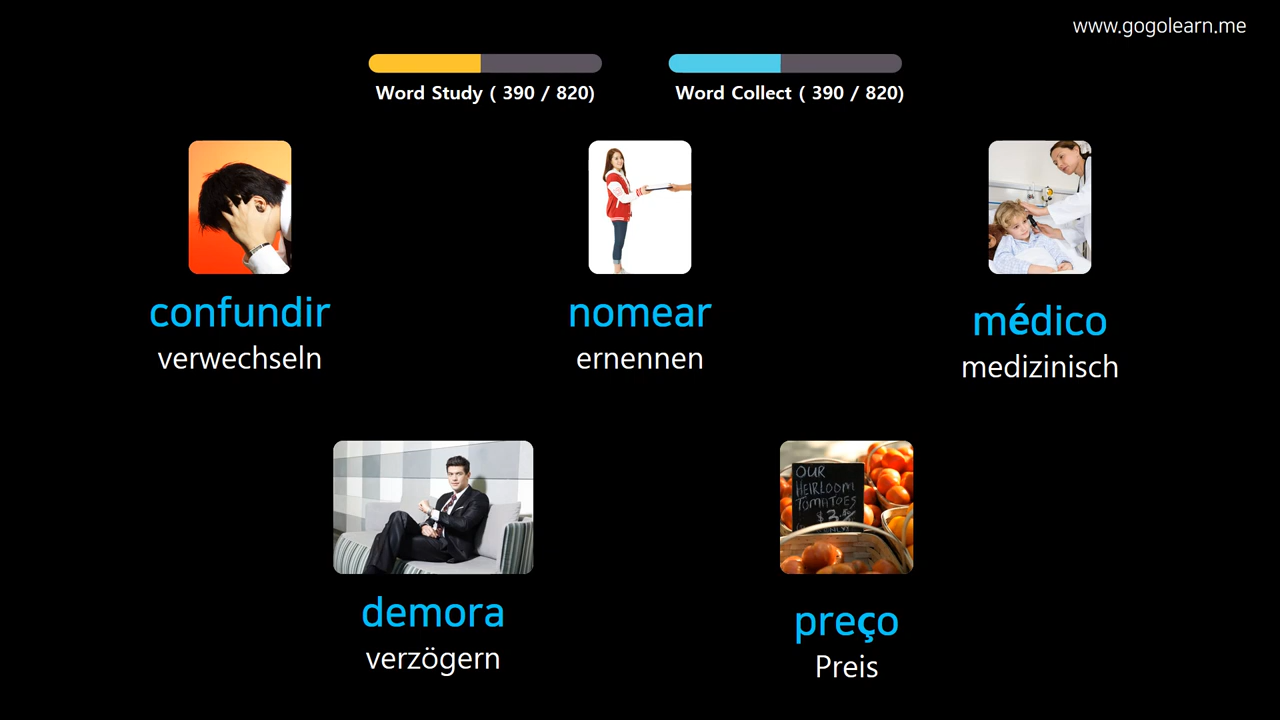 www.gogolearn.me
Word Study ( 390 / 820)
Word Collect ( 390 / 820)
confundir
verwechseln
nomear
ernennen
médico
medizinisch
OUR
HEIRLOOM
TOMATOES
demora
verzögern
preço
Preis